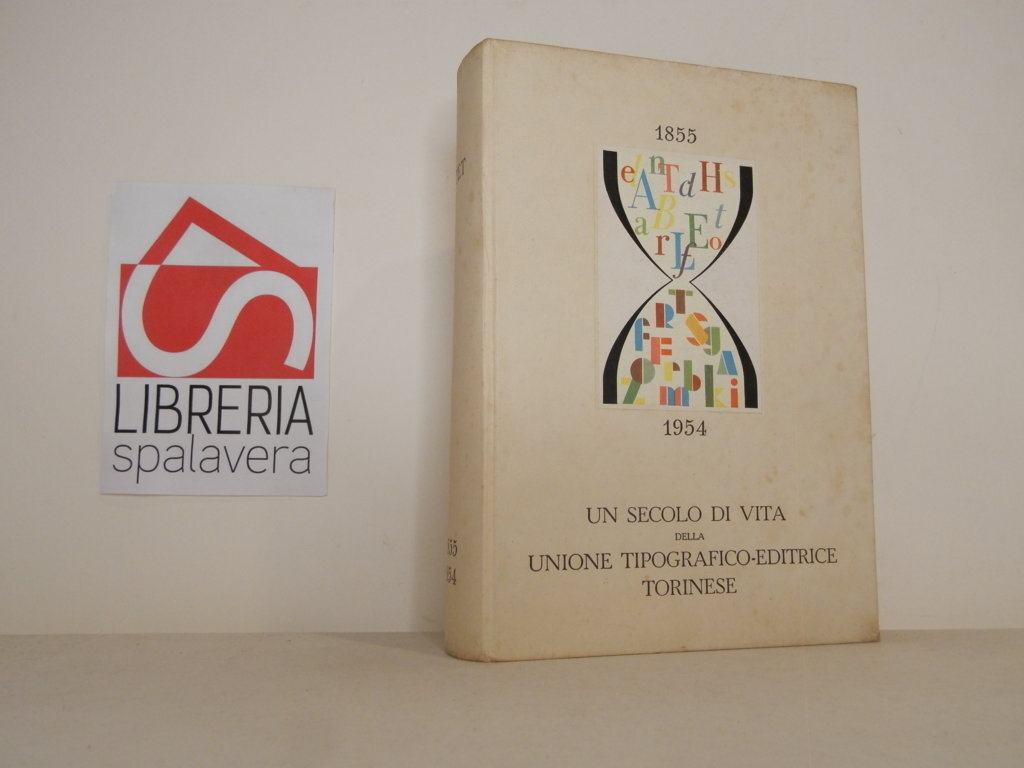 LIBRERIA
spalavera
1855
1954
UN SECOLO DI VITA
DELLA
UNIONE TIPOGRAFICO-EDITRICE
TORINESE